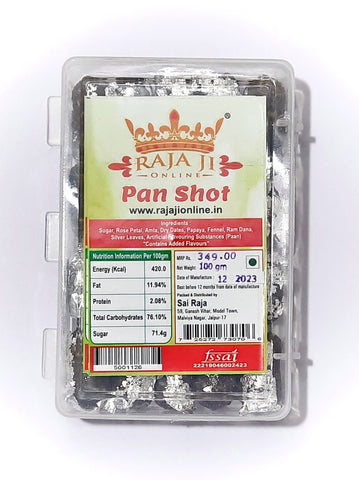 RAJA JI
®
ONLINE
Pan Shot
www.rajajionline.in
Ingredients
Sugar, Rose Petal, Amla, Dry Dates, Papaya, Fennel, Ram Dana,
Silver Leaves, Artificial Flavouring Substances (Paan)
"Contains Added Flavours"
Nutrition Information Per 100gm
Energy (Kcal) 420.0
Fat 11.94%
Protein 2.08%
Total Carbohydrates 76.10%
Sugar 71.4g
5001126
MRP Rs. 349.00
Net Weight: 100 gm
Date of Manufacture: 12 2023
Best before 12 months from date of manufacture
Packed & Distributed by
Sai Raja
59, Ganesh Vihar, Model Town,
Malviya Nagar, Jaipur-17
7 25272 73070 6
fssai
22219046002423